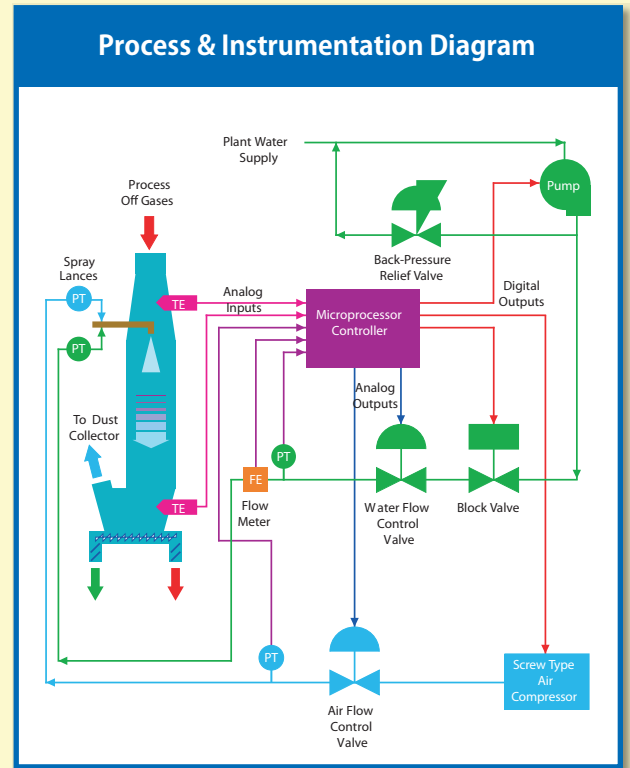 Process & Instrumentation Diagram
Plant Water
Supply
Process
Off Gases
Pump
Spray
Lances
PT
TE
Analog
Inputs
Back-Pressure
Relief Valve
Digital
Outputs
Microprocessor
Controller
PT
To Dust
Collector
Analog
Outputs
PT
FE
TE
Flow
Meter
Water Flow
Control
Valve
Block Valve
PT
Screw Type
Air
Compressor
Air Flow
Control
Valve